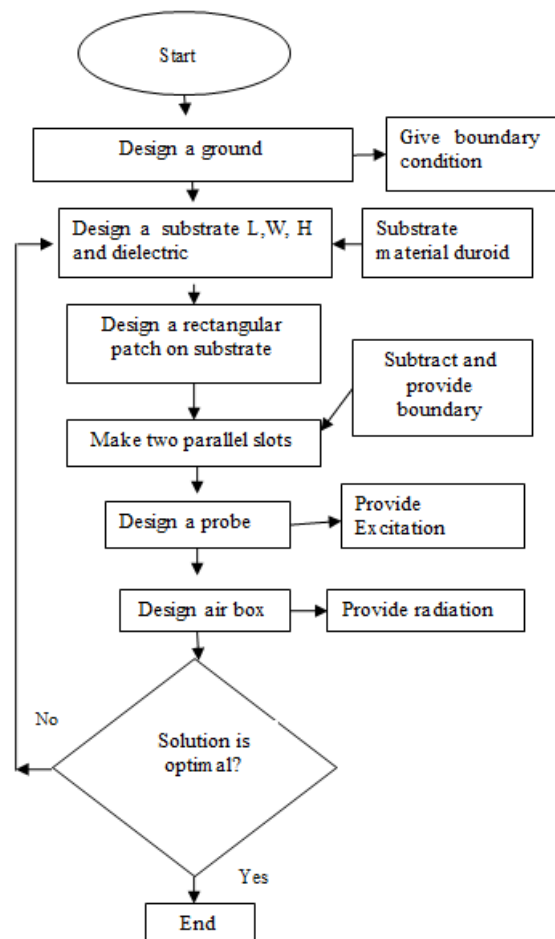 Start
Design a ground
Give boundary
condition
Design a substrate L,W, H
and dielectric
Substrate
material duroid
Design a rectangular
patch on substrate
Subtract and
provide
boundary
Make two parallel slots
Design a probe
Provide
Excitation
Design air box
Provide radiation
No
Solution is
optimal?
Yes
End